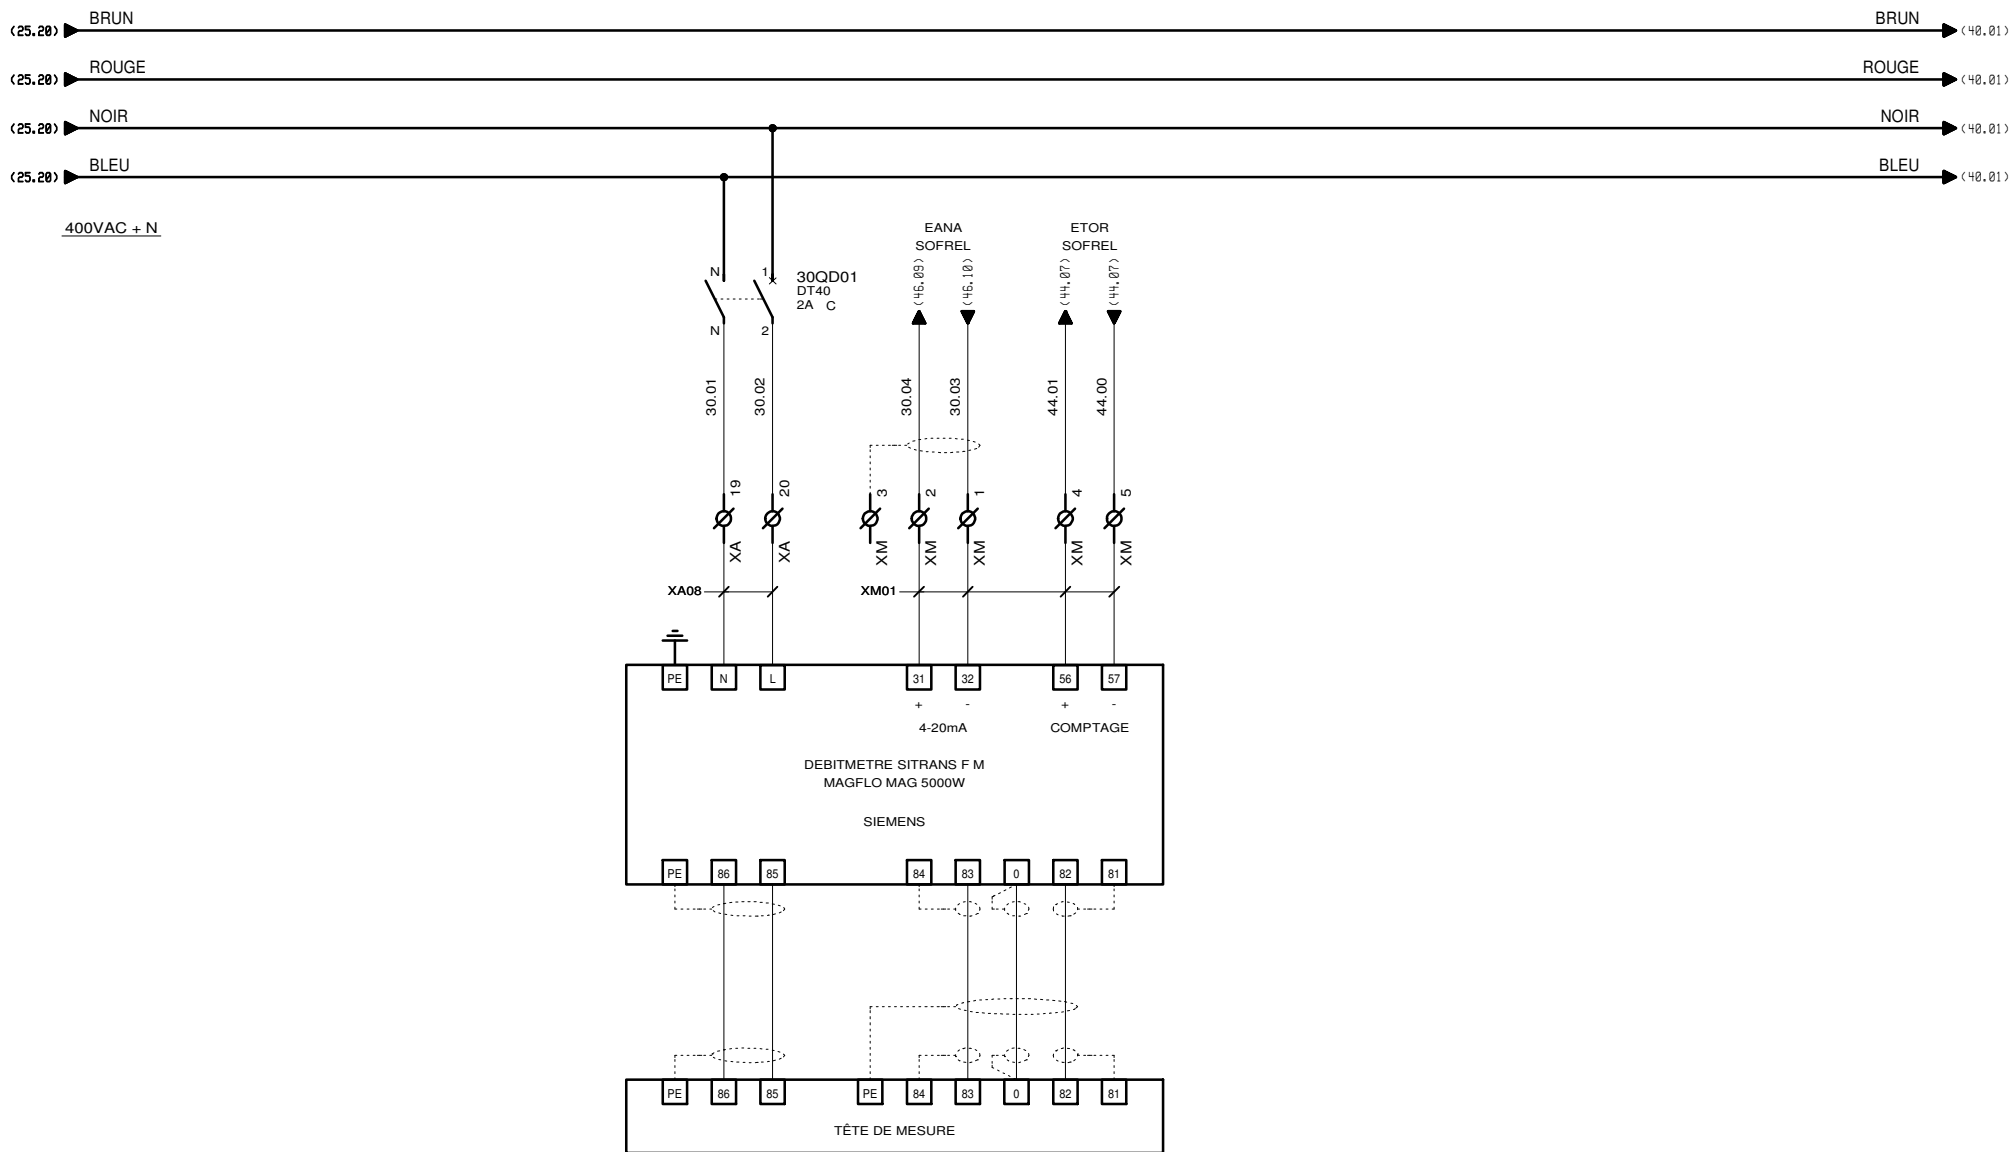 BRUN BRUN
(25.20) (40.01)
ROUGE ROUGE
(25.20) (40.01)
NOIR NOIR
(25.20) (40.01)
BLEU BLEU
(25.20) (40.01)
400VAC + N
EANA ETOR
SOFREL SOFREL
(46.09) (46.10) (44.07) (44.07)
N 1 30QD01
DT40
2A C
N 2
30.01 30.02 30.04 30.03 44.01 44.00
19 20 3 2 1 4 5
XA XA XM XM XM XM XM
XA08 XM01
PE N L 31 32 56 57
+ - + -
4-20mA COMPTAGE
DEBITMETRE SITRANS F M
MAGFLO MAG 5000W
SIEMENS
PE 86 85 84 83 0 82 81
PE 86 85 PE 84 83 0 82 81
TÊTE DE MESURE